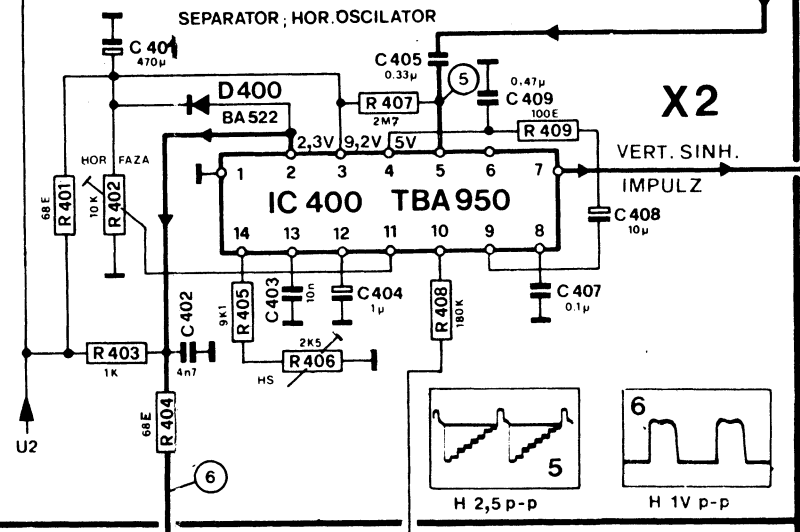 SEPARATOR ; HOR. OSCILATOR
C 401
470µ
C 405
0.33µ
5
0,47µ
C 409
D 400
BA 522
R 407
2M7
100E
R 409
X2
2,3V 9,2V 5V
VERT. SINH.
IMPULZ
HOR FAZA
1 2 3 4 5 6 7
IC 400 TBA 950
14 13 12 11 10 9 8
68E
R 401
10K
R 402
C 408
10µ
9K1
R 405
C 403
10n
C 404
1µ
R 408
180K
C 407
0.1µ
C 402
4n7
R 403
1K
2K5
R 406
HS
68E
R 404
U2
6
5
H 2,5 p-p
6
H 1V p-p